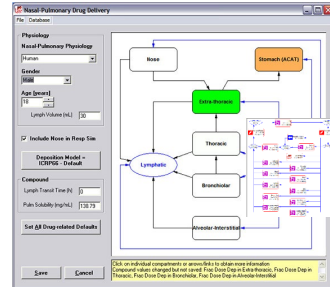 Nasal-Pulmonary Drug Delivery
File Database
Physiology
Nasal-Pulmonary Physiology
Human
Gender
Male
Age [years]
18
Lymph Volume [mL]
30
Include Nose in Resp Sim
Deposition Model =
ICRP66 - Default
Compound
Lymph Transit Time [h]
0
Pulm Solubility [mg/mL]
138.79
Set All Drug-related Defaults
Save
Cancel
Nose
Stomach (ACAT)
Extra-thoracic
Thoracic
Lymphatic
Bronchiolar
Alveolar-Interstitial
Click on individual compartments or arrows/links to obtain more information
Compound values changed but not saved: Frac Dose Dep in Extra-thoracic, Frac Dose Dep in
Thoracic, Frac Dose Dep in Bronchiolar, Frac Dose Dep in Alveolar-Interstitial